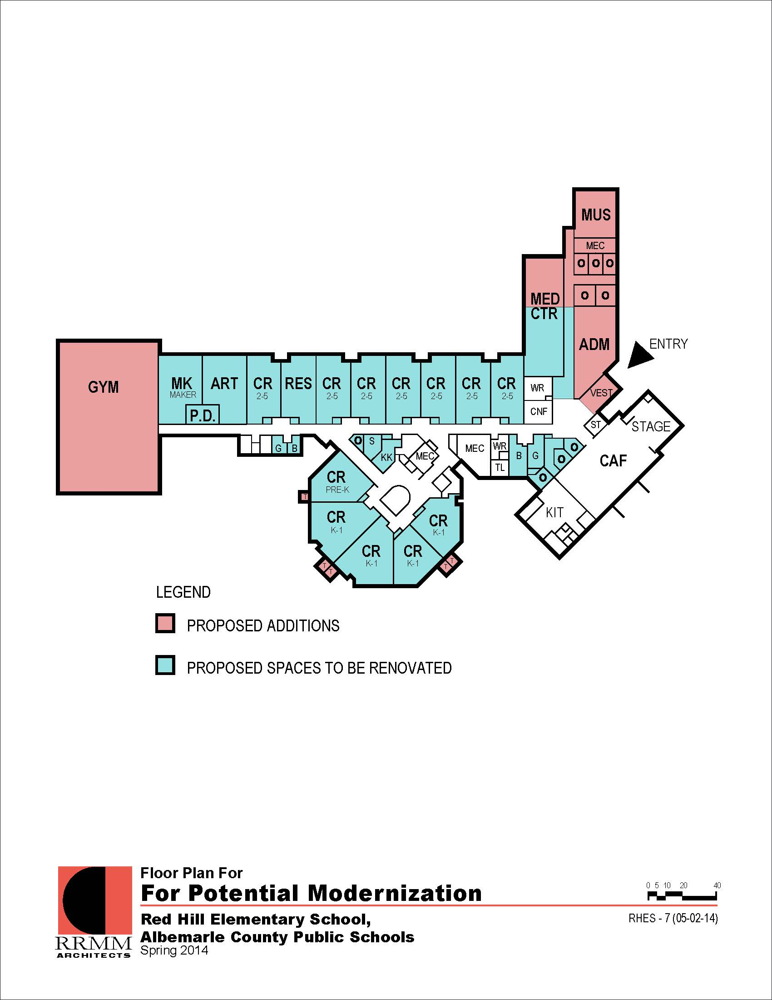 MUS
MEC
O O O
MED
CTR
O O
ADM
ENTRY
GYM
MK
MAKER
ART
CR
2-5
RES
CR
2-5
CR
2-5
CR
2-5
CR
2-5
CR
2-5
CR
2-5
P.D.
WR
CNF
VEST
ST
STAGE
G B
O
S
KK
MEC
MEC
WR
TL
B
G
O
O
O
CAF
KIT
CR
PRE-K
T
CR
K-1
CR
K-1
CR
K-1
CR
K-1
T
T
T
T
LEGEND
PROPOSED ADDITIONS
PROPOSED SPACES TO BE RENOVATED
RRMM
ARCHITECTS
Floor Plan For
For Potential Modernization
Red Hill Elementary School,
Albemarle County Public Schools
Spring 2014
0 5 10 20 40
RHES - 7 (05-02-14)